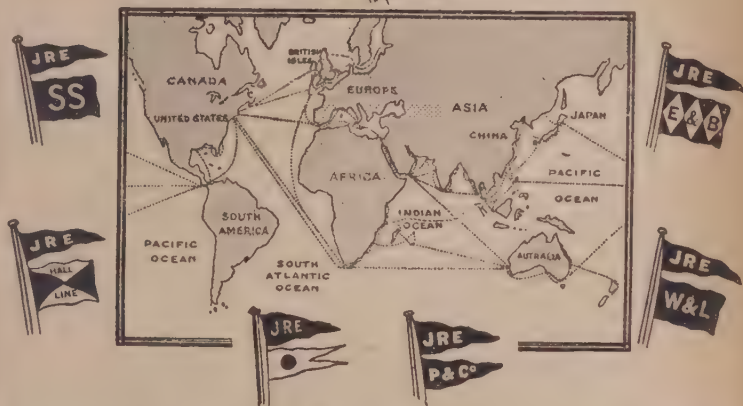 JRE
SS
JRE
HALL
LINE
JRE
JRE
P&Co
JRE
E&B
JRE
W&L
CANADA
UNITED STATES
BRITISH
ISLES
EUROPE
ASIA
CHINA
JAPAN
AFRICA
SOUTH
AMERICA
PACIFIC
OCEAN
SOUTH
ATLANTIC
OCEAN
INDIAN
OCEAN
PACIFIC
OCEAN
AUTRALIA